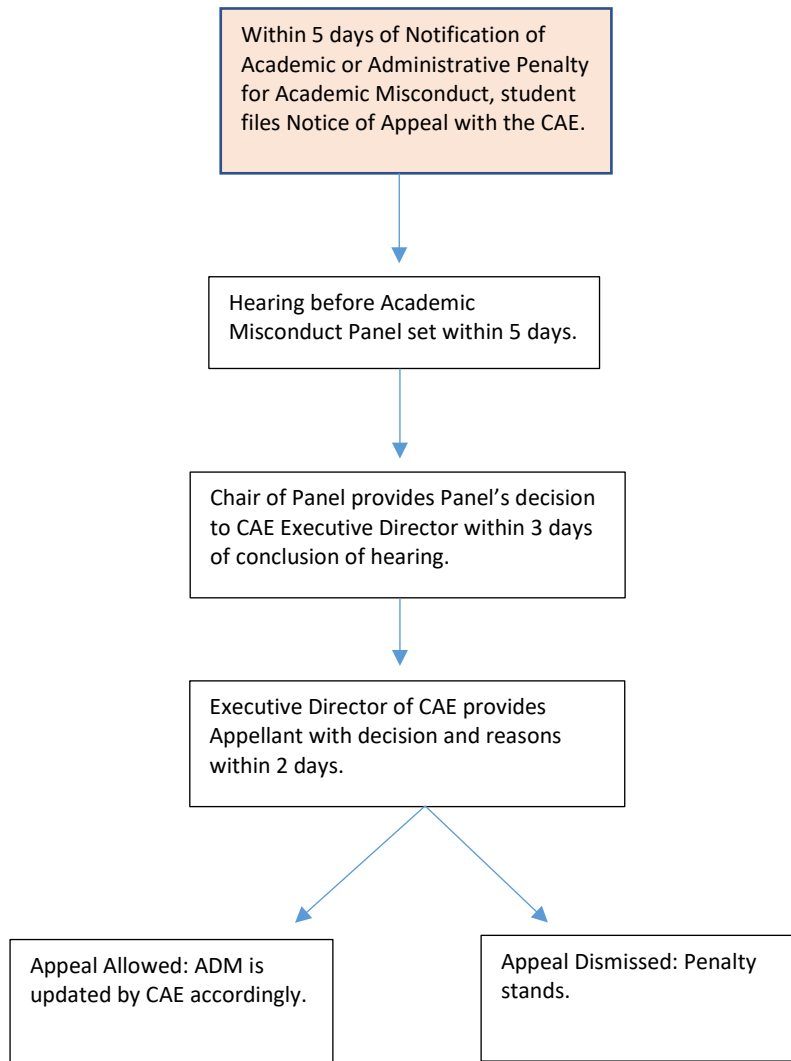 Within 5 days of Notification of
Academic or Administrative Penalty
for Academic Misconduct, student
files Notice of Appeal with the CAE.
Hearing before Academic
Misconduct Panel set within 5 days.
Chair of Panel provides Panel’s decision
to CAE Executive Director within 3 days
of conclusion of hearing.
Executive Director of CAE provides
Appellant with decision and reasons
within 2 days.
Appeal Allowed: ADM is
updated by CAE accordingly.
Appeal Dismissed: Penalty
stands.